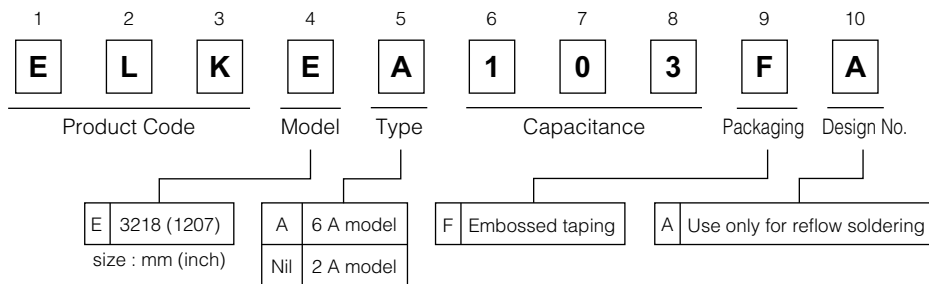 1 2 3 4 5 6 7 8 9 10
E L K E A 1 0 3 F A
Product Code Model Type Capacitance Packaging Design No.
E 3218 (1207)
size : mm (inch)
A 6 A model
Nil 2 A model
F Embossed taping
A Use only for reflow soldering